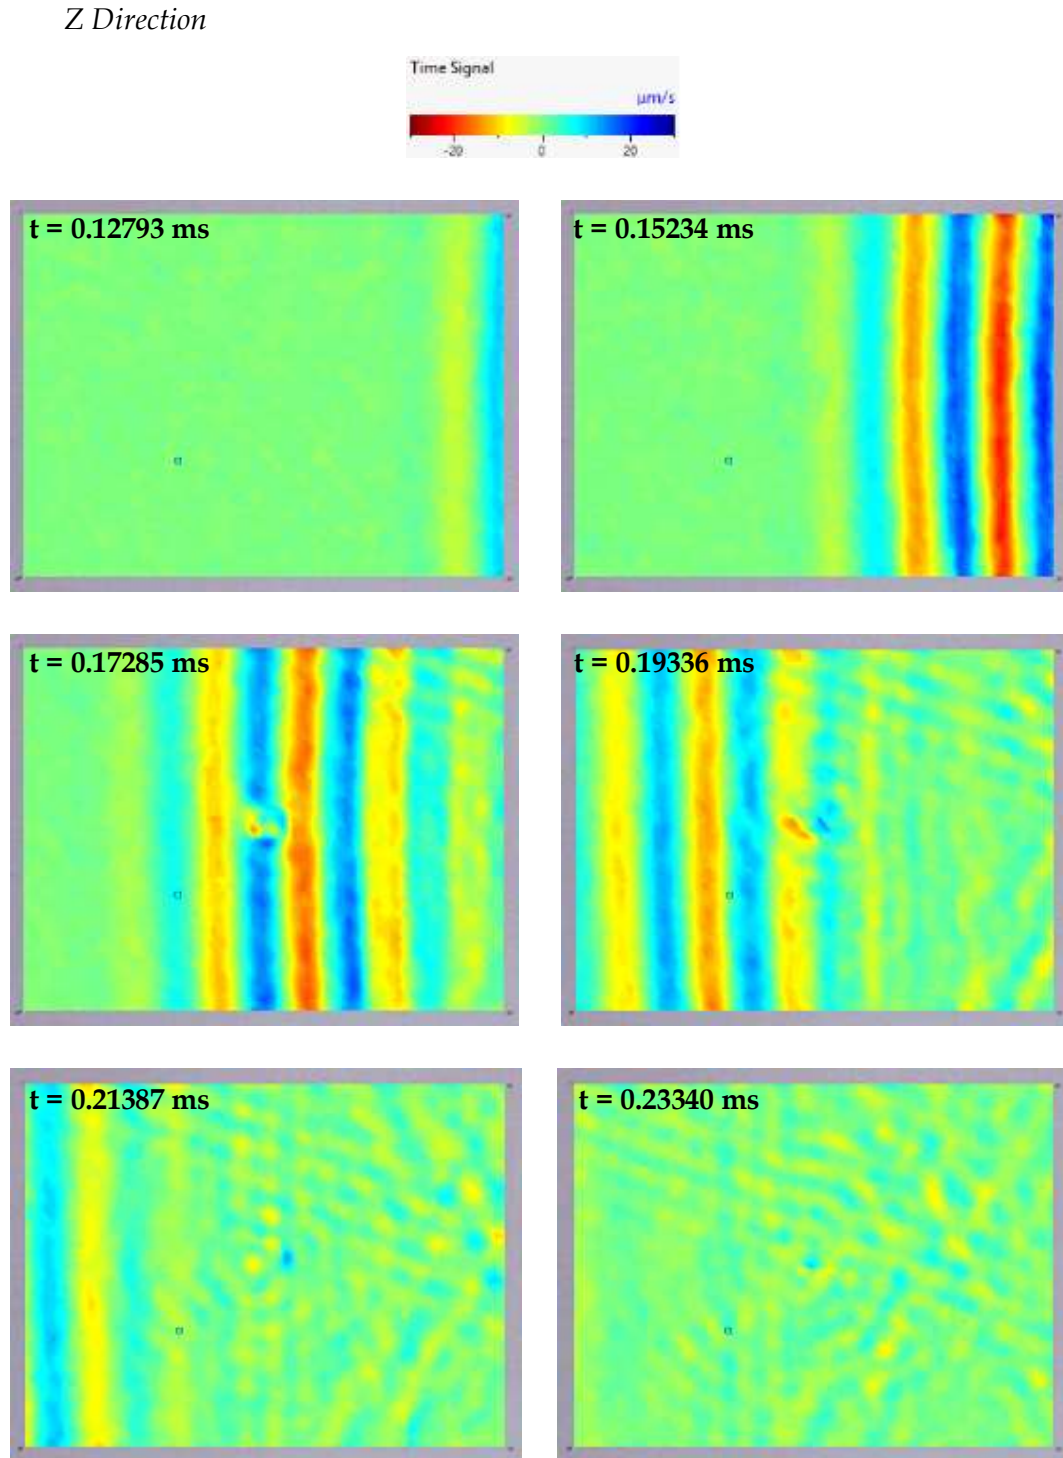 Z Direction
Time Signal
µm/s
-20 0 20
t = 0.12793 ms
t = 0.15234 ms
t = 0.17285 ms
t = 0.19336 ms
t = 0.21387 ms
t = 0.23340 ms